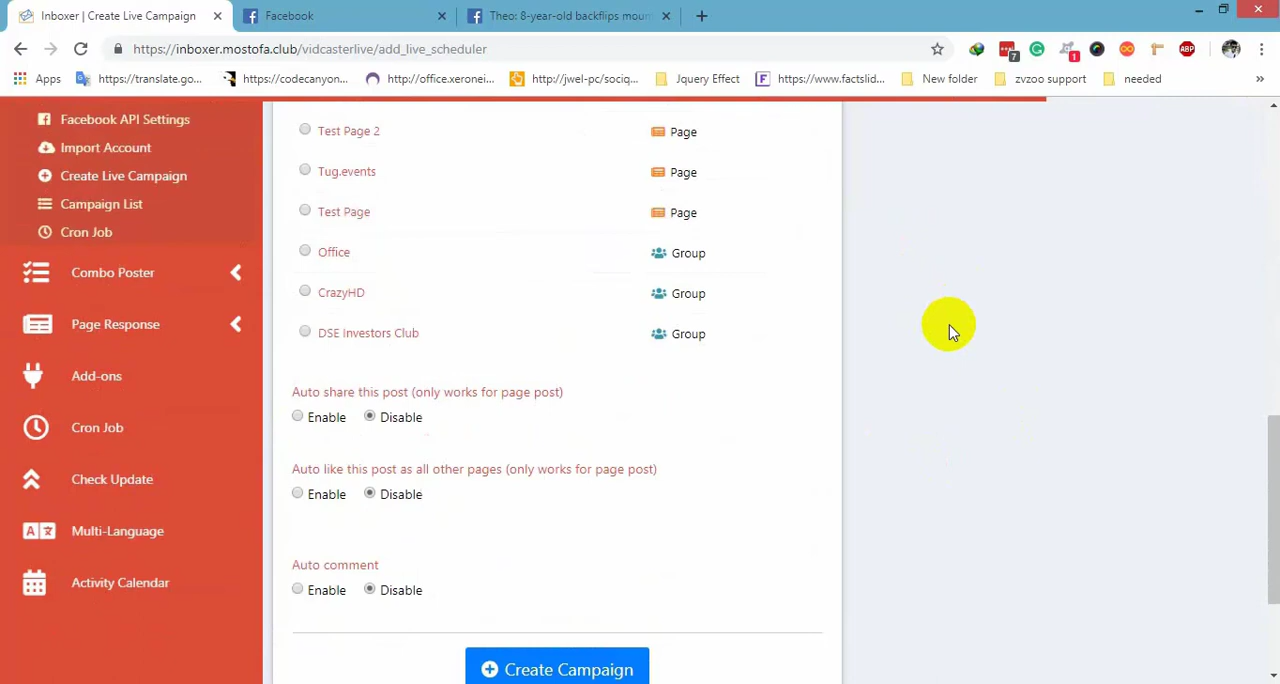 Inboxer | Create Live Campaign
Facebook
Theo: 8-year-old backflips moun
https://inboxer.mostofa.club/vidcasterlive/add_live_scheduler
7
1
ABP
Apps
https://translate.go...
https://codecanyon...
http://office.xeronei...
http://jwel-pc/sociq...
Jquery Effect
https://www.factslid...
New folder
zvzoo support
needed
Facebook API Settings
Import Account
Create Live Campaign
Campaign List
Cron Job
Combo Poster
Page Response
Add-ons
Cron Job
Check Update
Multi-Language
Activity Calendar
Test Page 2 Page
Tug.events Page
Test Page Page
Office Group
CrazyHD Group
DSE Investors Club Group
Auto share this post (only works for page post)
Enable Disable
Auto like this post as all other pages (only works for page post)
Enable Disable
Auto comment
Enable Disable
Create Campaign